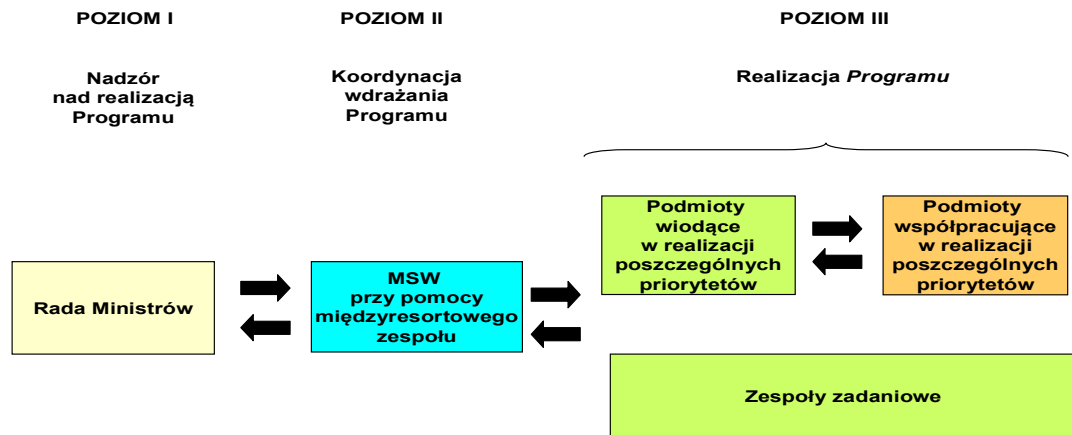 POZIOM I
POZIOM II
POZIOM III
Nadzór
nad realizacją
Programu
Koordynacja
wdrażania
Programu
Realizacja Programu
Rada Ministrów
MSW
przy pomocy
międzyresortowego
zespołu
Podmioty
wiodące
w realizacji
poszczególnych
priorytetów
Podmioty
współpracujące
w realizacji
poszczególnych
priorytetów
Zespoły zadaniowe